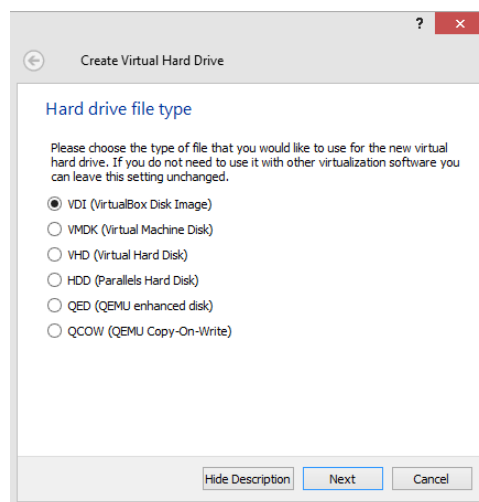 ?
Create Virtual Hard Drive
Hard drive file type
Please choose the type of file that you would like to use for the new virtual
hard drive. If you do not need to use it with other virtualization software you
can leave this setting unchanged.
VDI (VirtualBox Disk Image)
VMDK (Virtual Machine Disk)
VHD (Virtual Hard Disk)
HDD (Parallels Hard Disk)
QED (QEMU enhanced disk)
QCOW (QEMU Copy-On-Write)
Hide Description Next Cancel